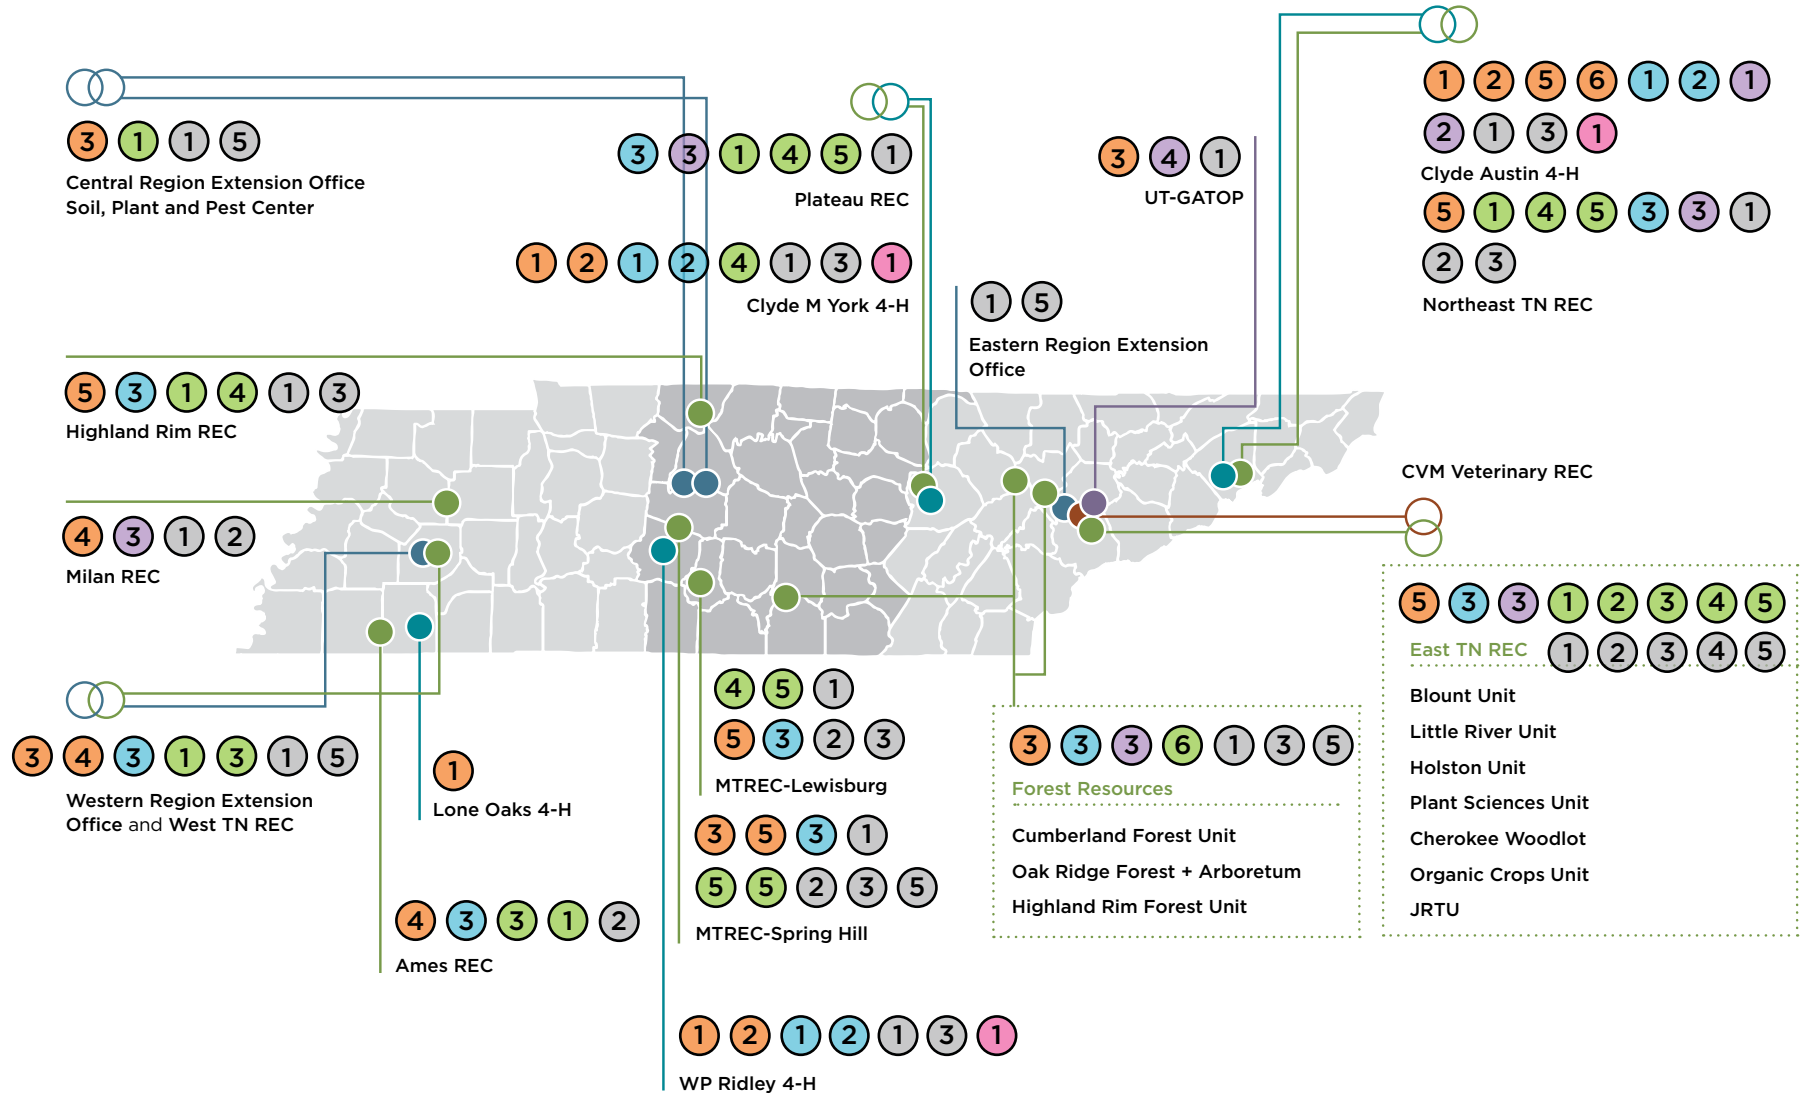 3 1 1 5
Central Region Extension Office
Soil, Plant and Pest Center
3 3 1 4 5 1
Plateau REC
1 2 1 2 4 1 3 1
Clyde M York 4-H
3 4 1
UT-GATOP
1 5
Eastern Region Extension
Office
1 2 5 6 1 2 1
2 1 3 1
Clyde Austin 4-H
5 1 4 5 3 3 1
2 3
Northeast TN REC
5 3 1 4 1 3
Highland Rim REC
4 3 1 2
Milan REC
CVM Veterinary REC
5 3 3 1 2 3 4 5
East TN REC 1 2 3 4 5
Blount Unit
Little River Unit
Holston Unit
Plant Sciences Unit
Cherokee Woodlot
Organic Crops Unit
JRTU
3 4 3 1 3 1 5
Western Region Extension
Office and West TN REC
1
Lone Oaks 4-H
4 3 3 1 2
Ames REC
4 5 1
5 3 2 3
MTREC-Lewisburg
3 5 3 1
5 5 2 3 5
MTREC-Spring Hill
3 3 3 6 1 3 5
Forest Resources
Cumberland Forest Unit
Oak Ridge Forest + Arboretum
Highland Rim Forest Unit
1 2 1 2 1 3 1
WP Ridley 4-H